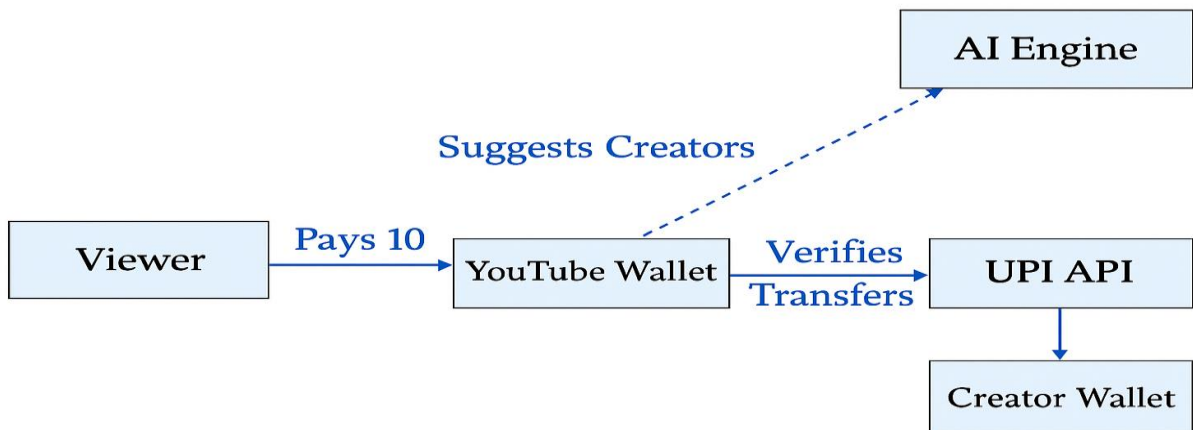 AI Engine
Suggests Creators
Viewer
Pays 10
YouTube Wallet
Verifies
Transfers
UPI API
Creator Wallet